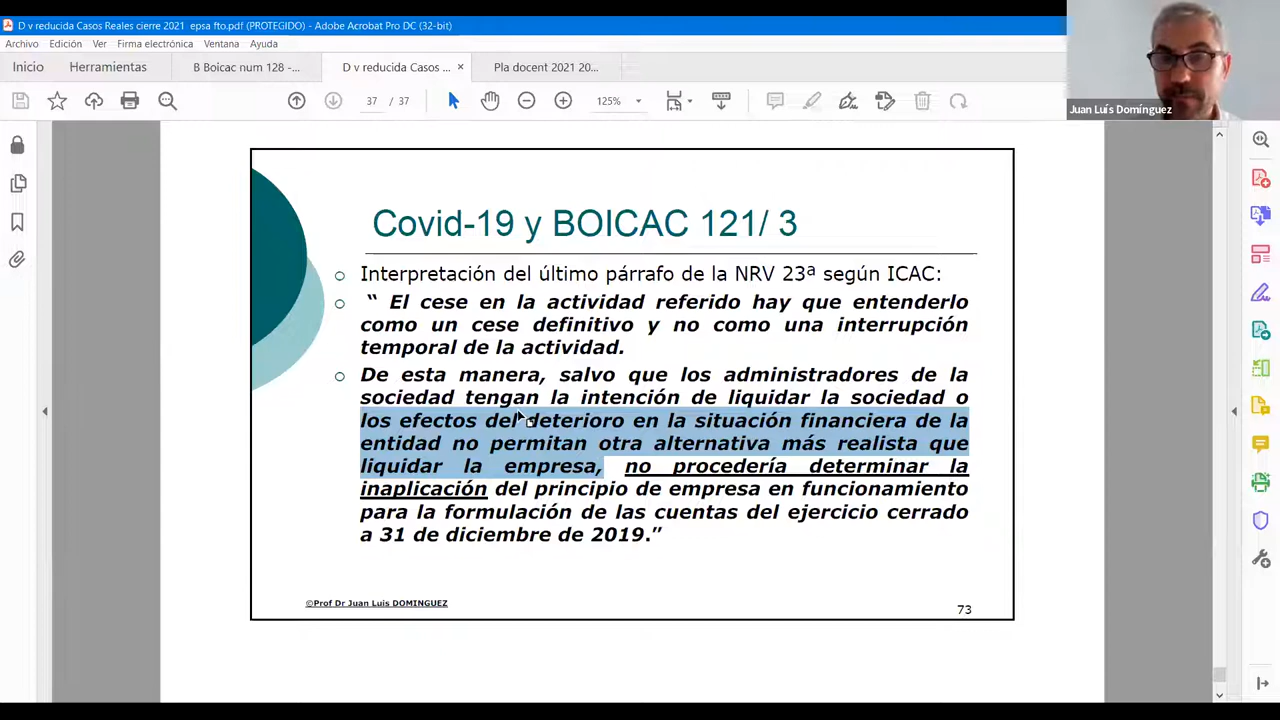 D v reducida Casos Reales cierre 2021 epsa fto.pdf (PROTEGIDO) - Adobe Acrobat Pro DC (32-bit)
Archivo Edición Ver Firma electrónica Ventana Ayuda
Inicio Herramientas B Boicac num 128 -... D v reducida Casos ... × Pla docent 2021 20...
37 / 37 125%
Juan Luís Domínguez
Covid-19 y BOICAC 121/ 3
Interpretación del último párrafo de la NRV 23ª según ICAC:
“ El cese en la actividad referido hay que entenderlo
como un cese definitivo y no como una interrupción
temporal de la actividad.
De esta manera, salvo que los administradores de la
sociedad tengan la intención de liquidar la sociedad o
los efectos del deterioro en la situación financiera de la
entidad no permitan otra alternativa más realista que
liquidar la empresa, no procedería determinar la
inaplicación del principio de empresa en funcionamiento
para la formulación de las cuentas del ejercicio cerrado
a 31 de diciembre de 2019.”
©Prof Dr Juan Luis DOMINGUEZ
73